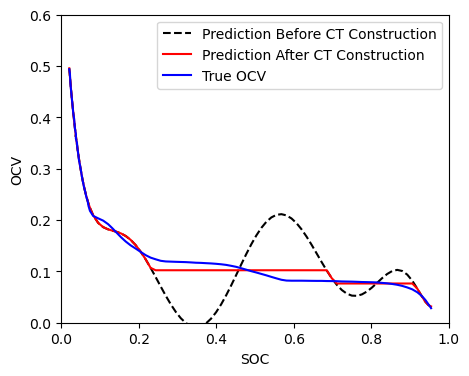 0.6
0.5
0.4
0.3
0.2
0.1
0.0
OCV
Prediction Before CT Construction
Prediction After CT Construction
True OCV
0.0 0.2 0.4 0.6 0.8 1.0
SOC